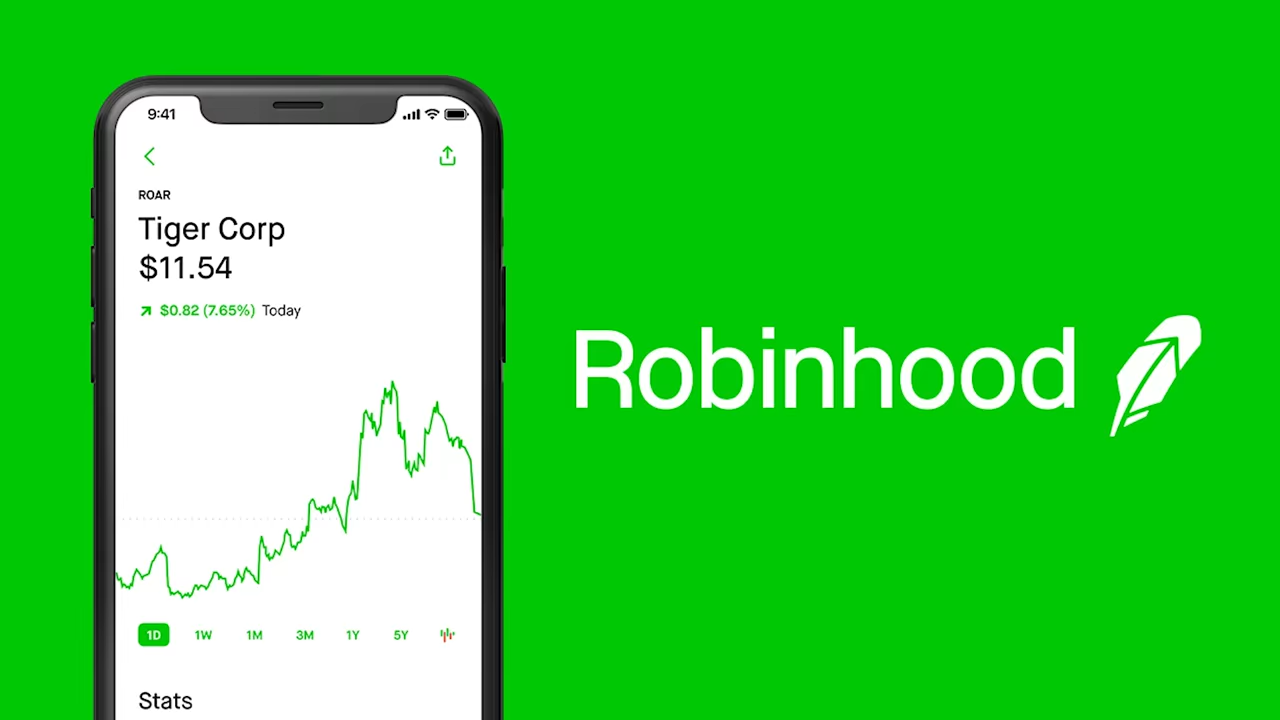 9:41
ROAR
Tiger Corp
$11.54
$0.82 (7.65%) Today
1D 1W 1M 3M 1Y 5Y
Stats
Robinhood